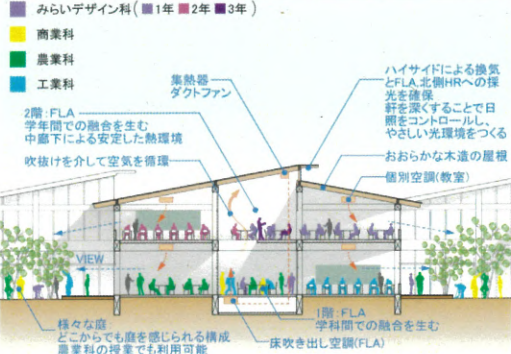 みらいデザイン科(■1年 ■2年 ■3年)
商業科
農業科
工業科
集熱器
ダクトファン
ハイサイドによる換気
とFLA、北側HRへの採
光を確保
軒を深くすることで日
照をコントロールし、
やさしい光環境をつくる
2階:FLA
学年間での融合を生む
中廊下による安定した熱環境
吹抜けを介して空気を循環
おおらかな木造の屋根
個別空調(教室)
VIEW
様々な庭
どこからでも庭を感じられる構成
農業科の授業でも利用可能
1階:FLA
学科間での融合を生む
床吹き出し空調(FLA)